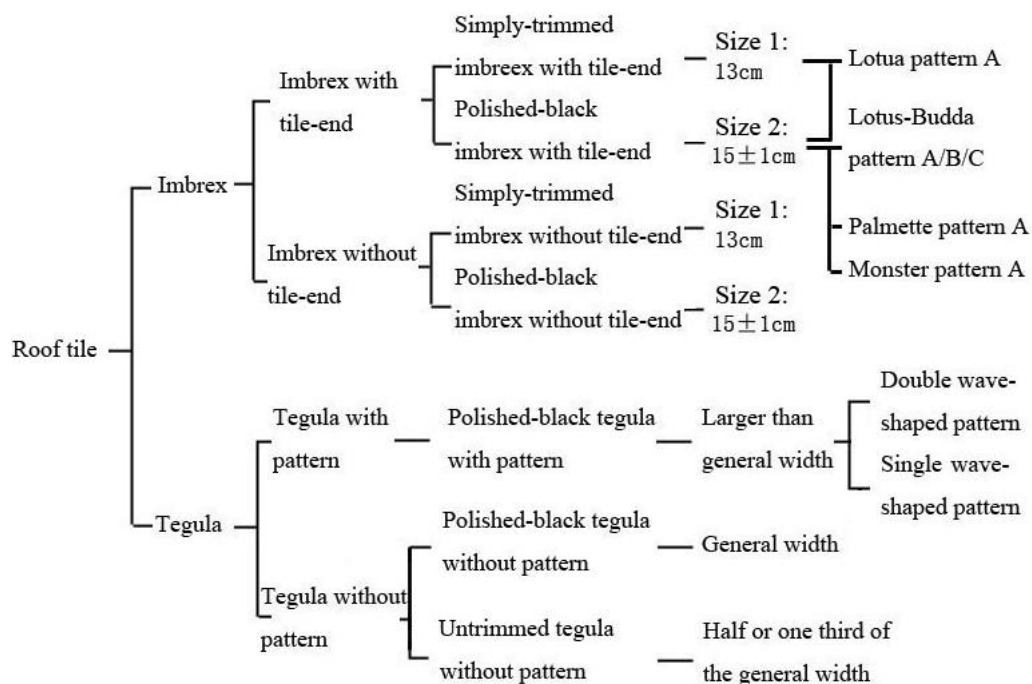 Roof tile
Imbrex
Imbrex with
tile-end
Simply-trimmed
imbreex with tile-end
Size 1:
13cm
Polished-black
imbrex with tile-end
Size 2:
15±1cm
Lotua pattern A
Lotus-Budda
pattern A/B/C
Palmette pattern A
Monster pattern A
Imbrex without
tile-end
Simply-trimmed
imbrex without tile-end
Size 1:
13cm
Polished-black
imbrex without tile-end
Size 2:
15±1cm
Tegula
Tegula with
pattern
Polished-black tegula
with pattern
Larger than
general width
Double wave-
shaped pattern
Single wave-
shaped pattern
Tegula without
pattern
Polished-black tegula
without pattern
General width
Untrimmed tegula
without pattern
Half or one third of
the general width